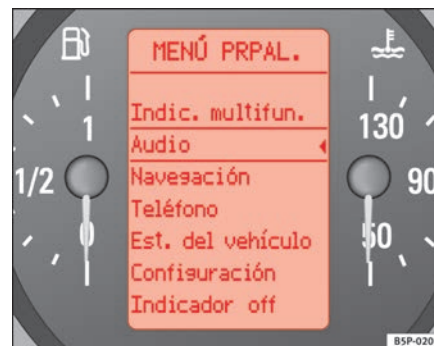 MENÚ PRPAL.
Indic. multifun.
Audio
Navegación
Teléfono
Est. del vehículo
Configuración
Indicador off
1
1/2
0
130
90
50
B5P-020